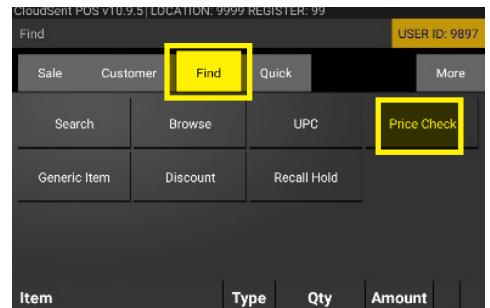 CloudSent POS v10.9.5| LOCATION: 9999 REGISTER: 99
Find USER ID: 9897
Sale Customer Find Quick More
Search Browse UPC Price Check
Generic Item Discount Recall Hold
Item Type Qty Amount